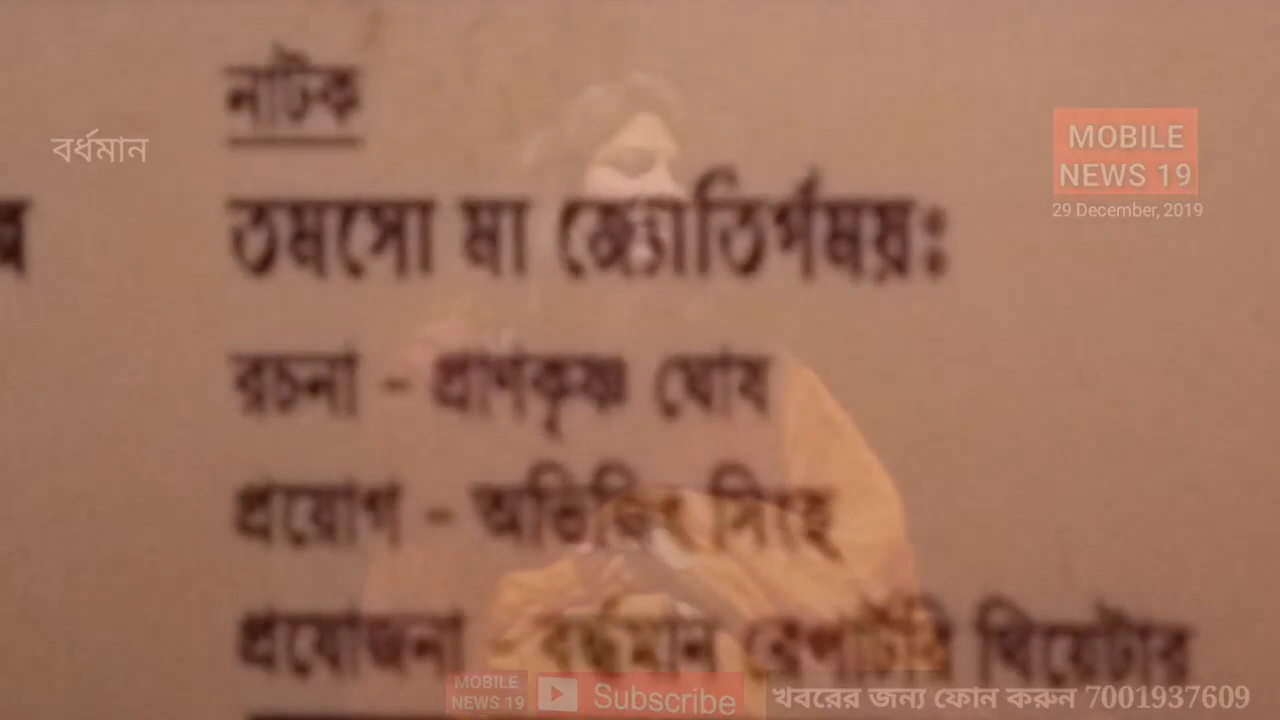 নাটক
বর্ধমান
MOBILE
NEWS 19
29 December, 2019
তমসো মা জ্যোতির্গময়ঃ
রচনা - প্রাণকৃষ্ণ ঘোষ
প্রয়োগ - অভিজিৎ সিংহ
প্রযোজনা - বর্দ্ধমান রেপার্টরি থিয়েটার
MOBILE
NEWS 19
Subscribe
খবরের জন্য ফোন করুন 7001937609